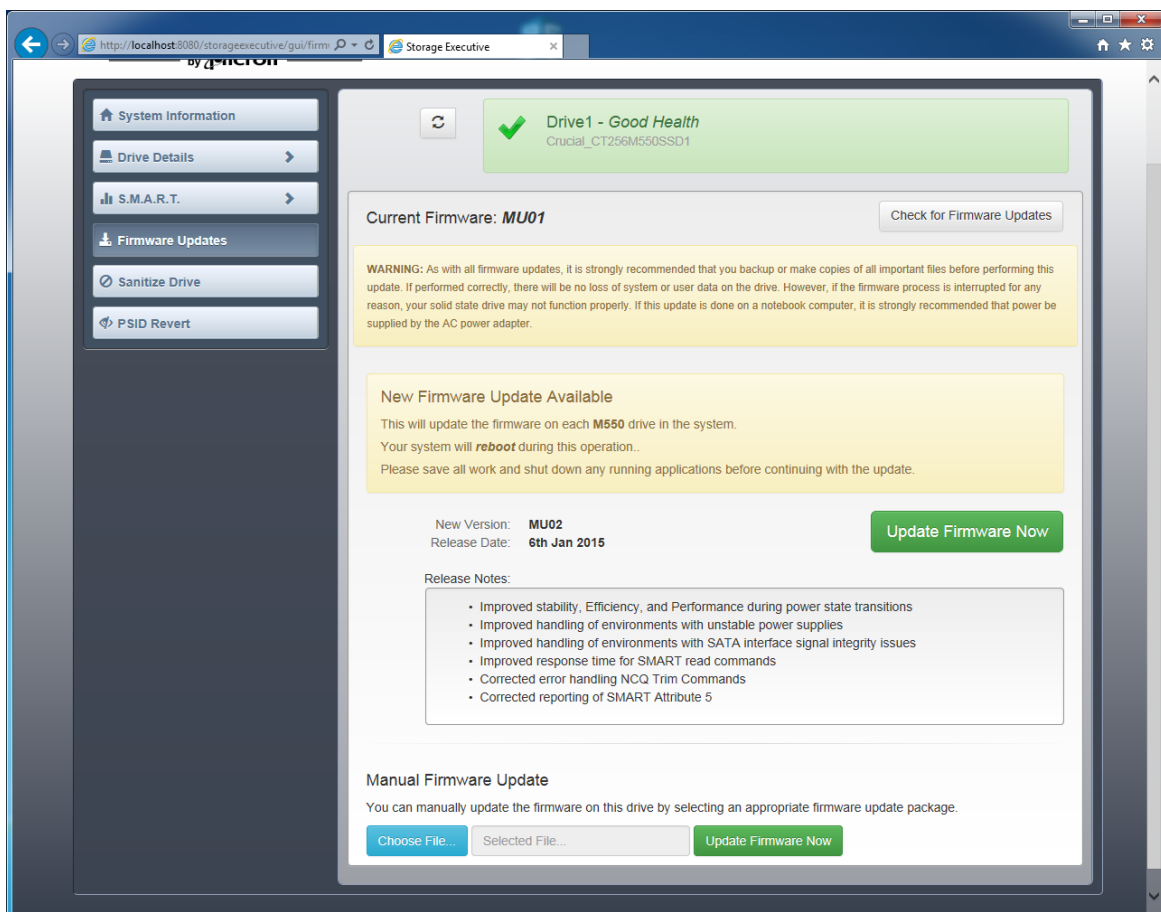 http://localhost:8080/storageexecutive/gui/firm
Storage Executive
by
System Information
Drive Details
S.M.A.R.T.
Firmware Updates
Sanitize Drive
PSID Revert
Drive1 - Good Health
Crucial_CT256M550SSD1
Current Firmware: MU01
Check for Firmware Updates
WARNING: As with all firmware updates, it is strongly recommended that you backup or make copies of all important files before performing this
update. If performed correctly, there will be no loss of system or user data on the drive. However, if the firmware process is interrupted for any
reason, your solid state drive may not function properly. If this update is done on a notebook computer, it is strongly recommended that power be
supplied by the AC power adapter.
New Firmware Update Available
This will update the firmware on each M550 drive in the system.
Your system will reboot during this operation..
Please save all work and shut down any running applications before continuing with the update.
New Version: MU02
Release Date: 6th Jan 2015
Update Firmware Now
Release Notes:
• Improved stability, Efficiency, and Performance during power state transitions
• Improved handling of environments with unstable power supplies
• Improved handling of environments with SATA interface signal integrity issues
• Improved response time for SMART read commands
• Corrected error handling NCQ Trim Commands
• Corrected reporting of SMART Attribute 5
Manual Firmware Update
You can manually update the firmware on this drive by selecting an appropriate firmware update package.
Choose File...
Selected File...
Update Firmware Now